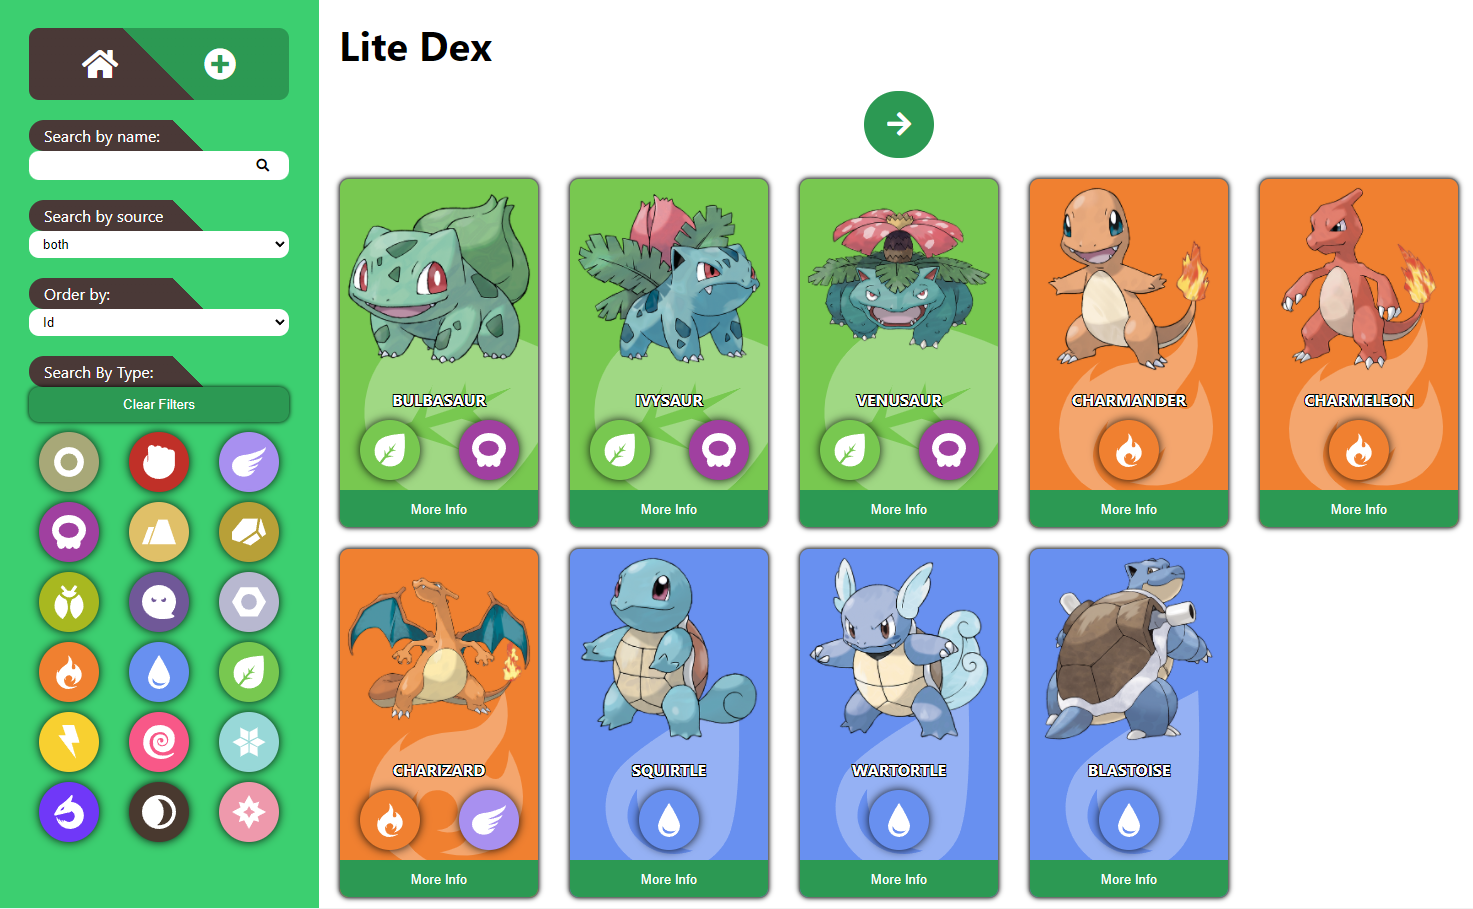 Lite Dex
Search by name:
Search by source
both
Order by:
Id
Search By Type:
Clear Filters
BULBASAUR
More Info
IVYSAUR
More Info
VENUSAUR
More Info
CHARMANDER
More Info
CHARMELEON
More Info
CHARIZARD
More Info
SQUIRTLE
More Info
WARTORTLE
More Info
BLASTOISE
More Info